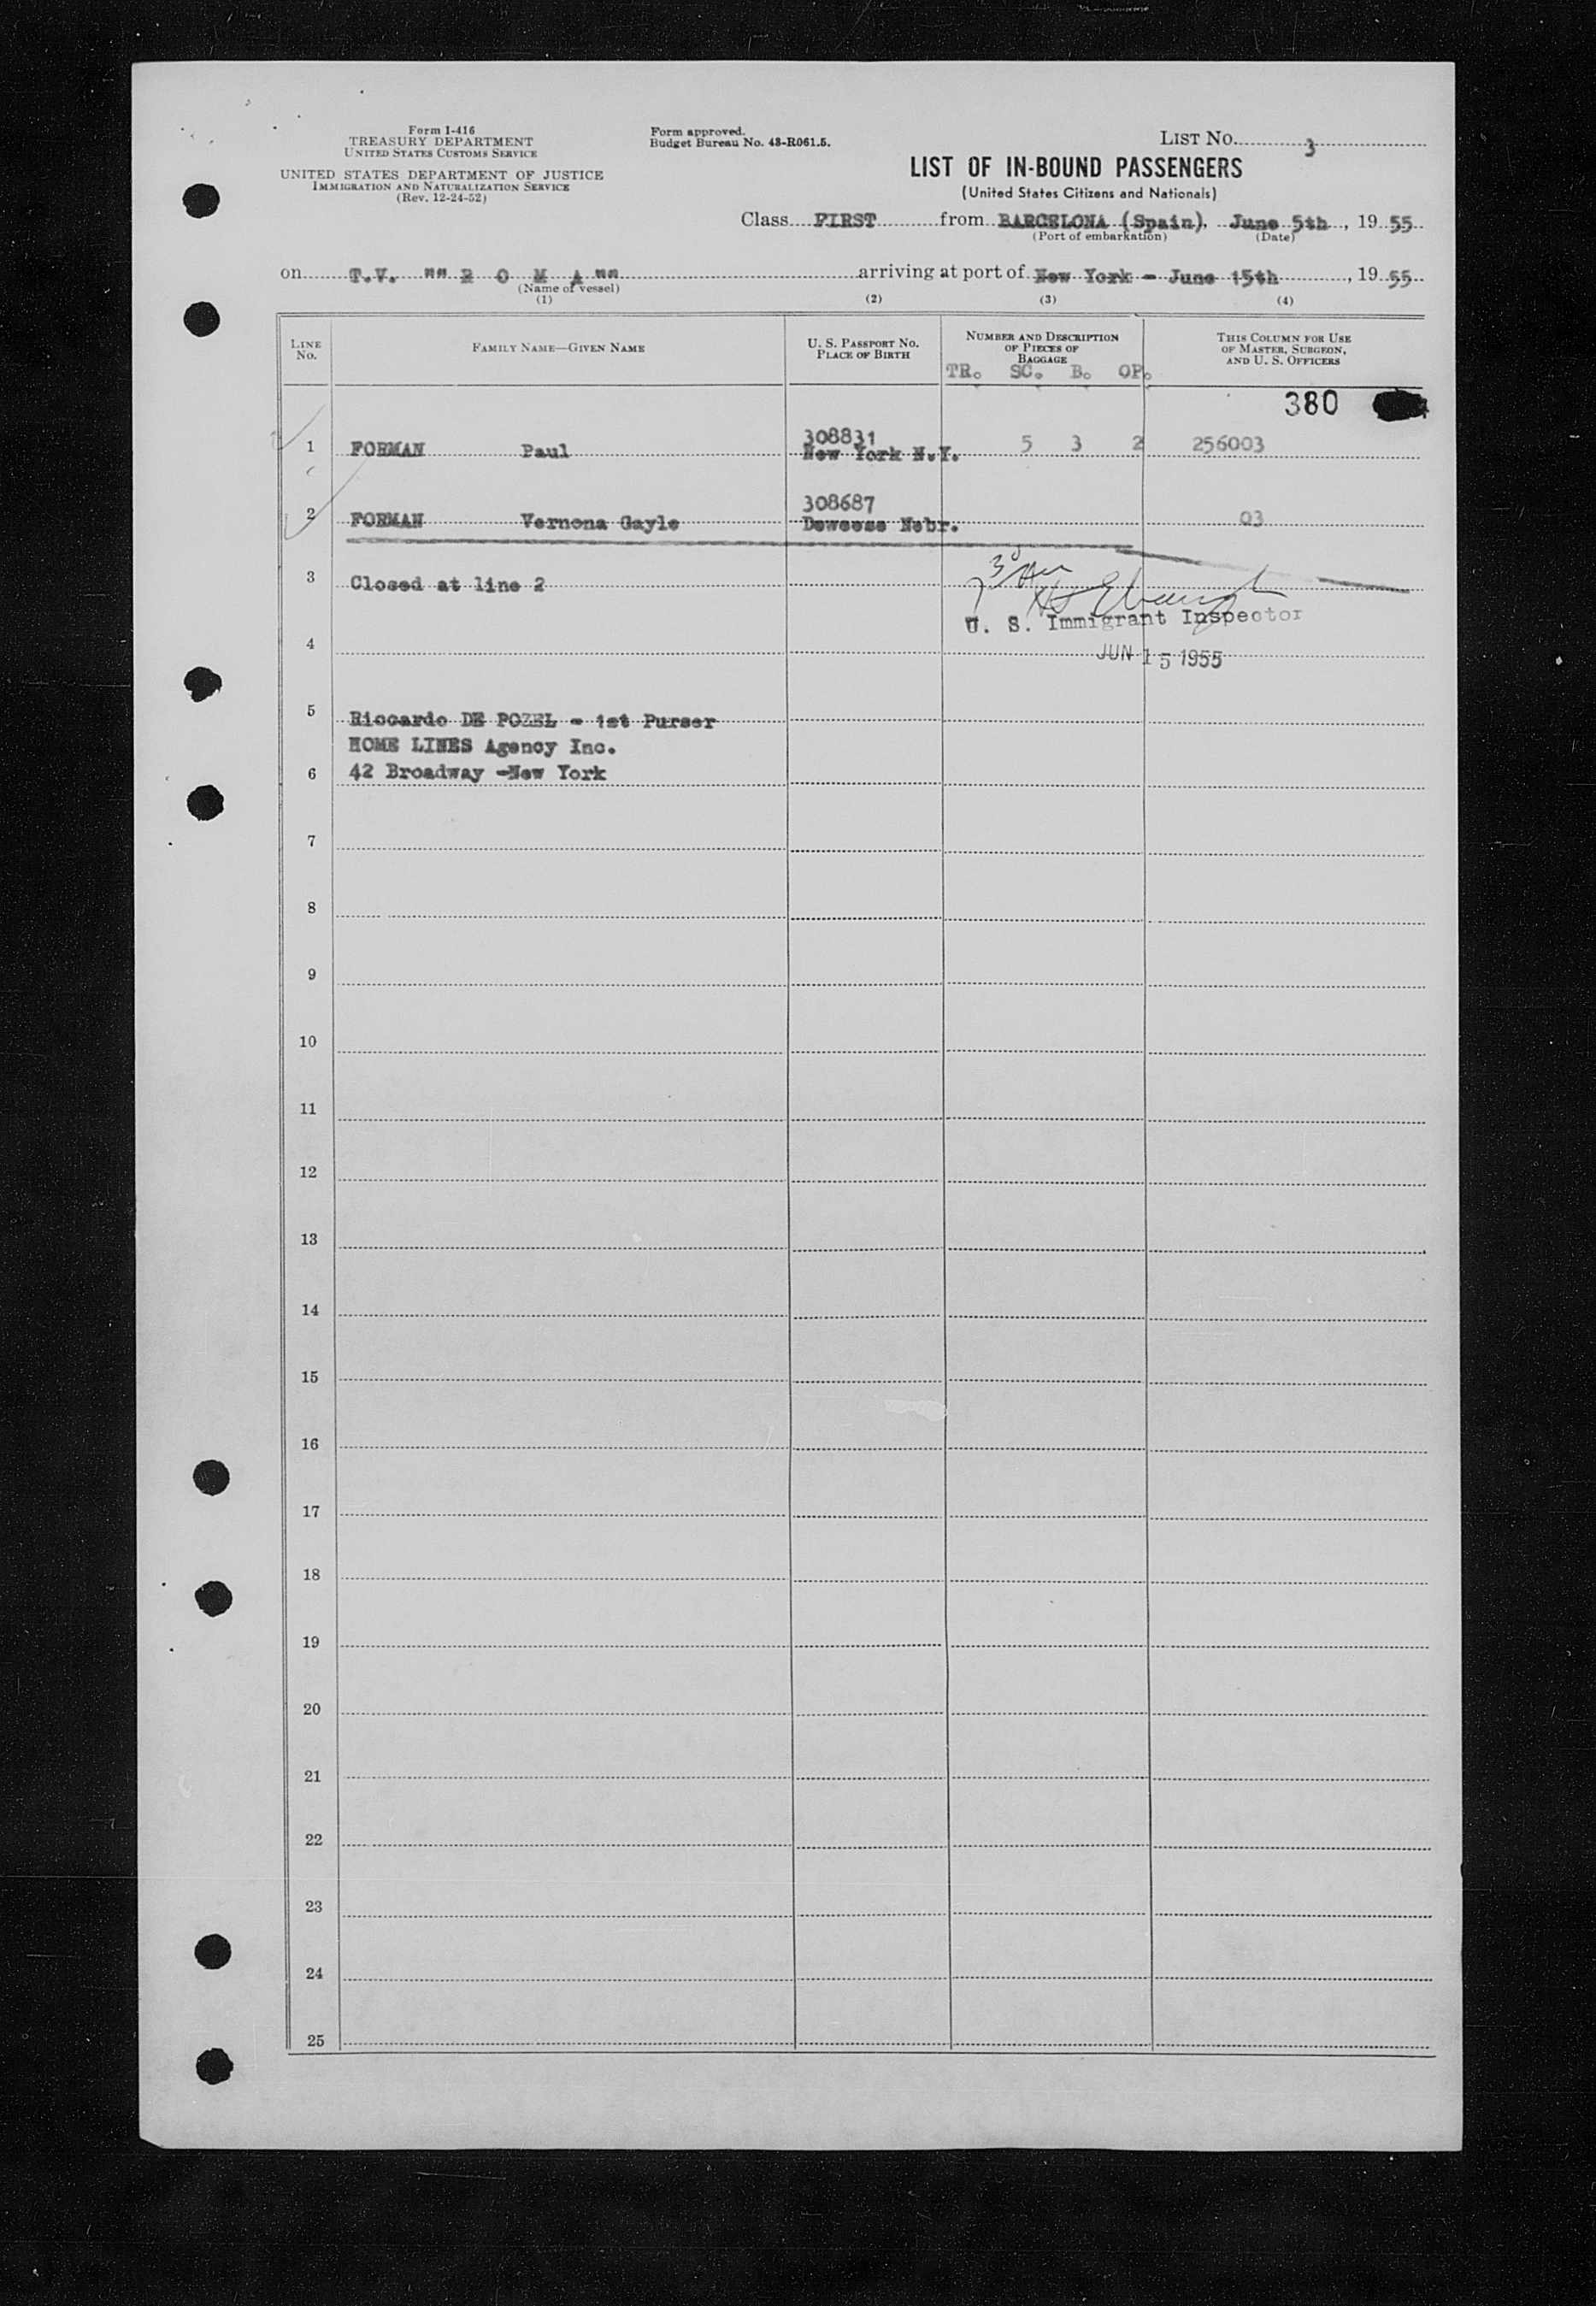 Form I-416
TREASURY DEPARTMENT
UNITED STATES CUSTOMS SERVICE
UNITED STATES DEPARTMENT OF JUSTICE
IMMIGRATION AND NATURALIZATION SERVICE
(Rev. 12-24-52)
Form approved.
Budget Bureau No. 43-R061.5.
LIST NO. 3
LIST OF IN-BOUND PASSENGERS
(United States Citizens and Nationals)
Class FIRST from BARCELONA (Spain), June 5th, 19 55
(Port of embarkation) (Date)
on T.V. "" R O M A "" arriving at port of New York - June 15th, 19 55
(Name of vessel)
(1) (2) (3) (4)
LINE NO. FAMILY NAME—GIVEN NAME U. S. PASSPORT NO. PLACE OF BIRTH NUMBER AND DESCRIPTION OF PIECES OF BAGGAGE THIS COLUMN FOR USE OF MASTER, SURGEON, AND U. S. OFFICERS
TR. SC. B. OP.
380
308831
1 FORMAN Paul New York N.Y. 5 3 2 256003
308687
2 FORMAN Vernona Gayle Deweese Nebr. 03
3 Closed at line 2
U. S. Immigrant Inspector
4 JUN 15 1955
5 Riccardo DE POZEL - 1st Purser
HOME LINES Agency Inc.
6 42 Broadway -New York
7
8
9
10
11
12
13
14
15
16
17
18
19
20
21
22
23
24
25